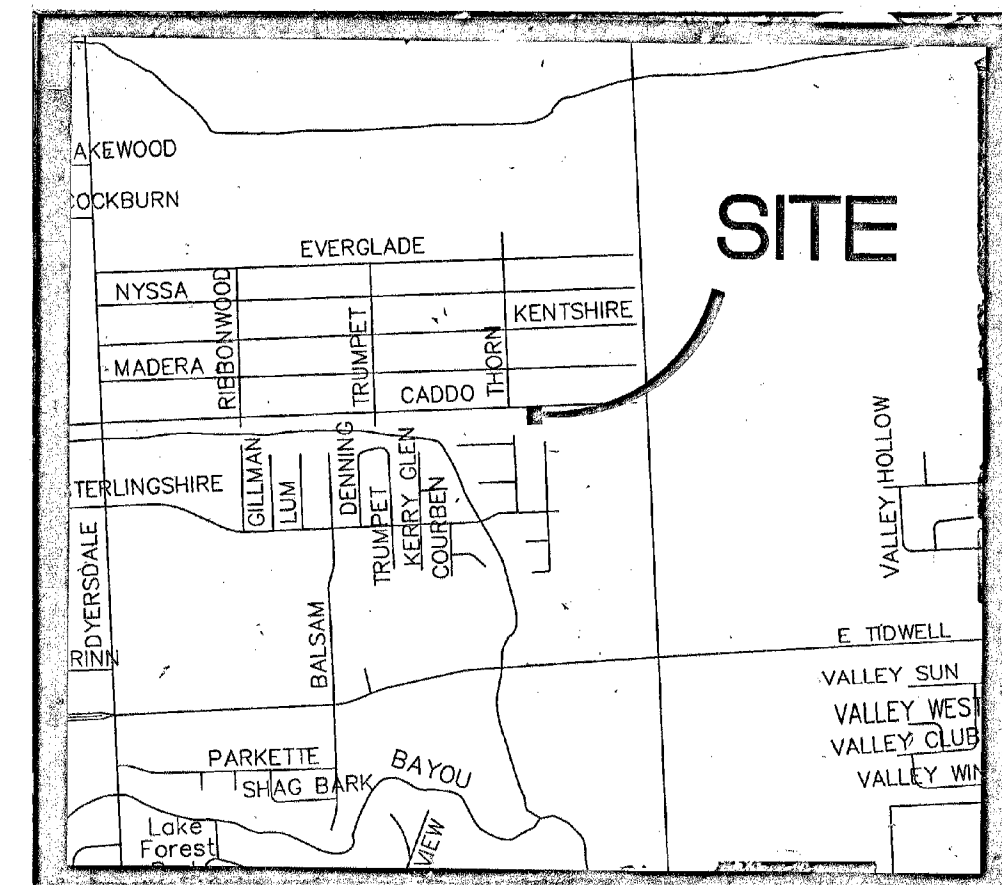 AKEWOOD
COCKBURN
SITE
EVERGLADE
NYSSA
RIBBONWOOD
TRUMPET
KENTSHIRE
THORN
MADERA
CADDO
VALLEY HOLLOW
TERLINGSHIRE
GILLMAN
LUM
DENNING
TRUMPET
KERRY GLEN
COURBEN
DYERSDALE
BALSAM
E TIDWELL
RINN
VALLEY SUN
VALLEY WEST
VALLEY CLUB
VALLEY WIN
PARKETTE
SHAG BARK
BAYOU
VIEW
Lake
Forest